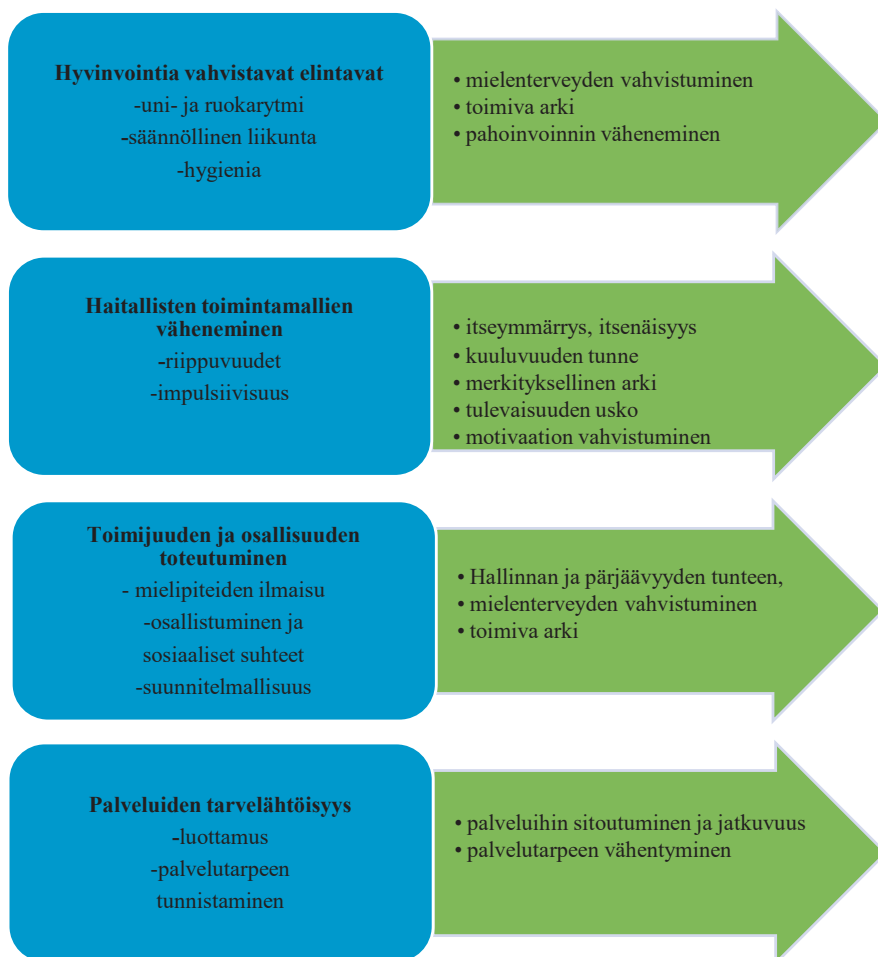 Hyvinvointia vahvistavat elintavat
-uni- ja ruokarytmi
-säännöllinen liikunta
-hygienia
• mielenterveyden vahvistuminen
• toimiva arki
• pahoinvoinnin väheneminen
Haitallisten toimintamallien
väheneminen
-riippuvuudet
-impulsiivisuus
• itseymmärrys, itsenäisyys
• kuuluvuuden tunne
• merkityksellinen arki
• tulevaisuuden usko
• motivaation vahvistuminen
Toimijuuden ja osallisuuden
toteutuminen
- mielipiteiden ilmaisu
-osallistuminen ja
sosiaaliset suhteet
-suunnitelmallisuus
• Hallinnan ja pärjäävyyden tunteen,
• mielenterveyden vahvistuminen
• toimiva arki
Palveluiden tarvelähtöisyys
-luottamus
-palvelutarpeen
tunnistaminen
• palveluihin sitoutuminen ja jatkuvuus
• palvelutarpeen vähentyminen